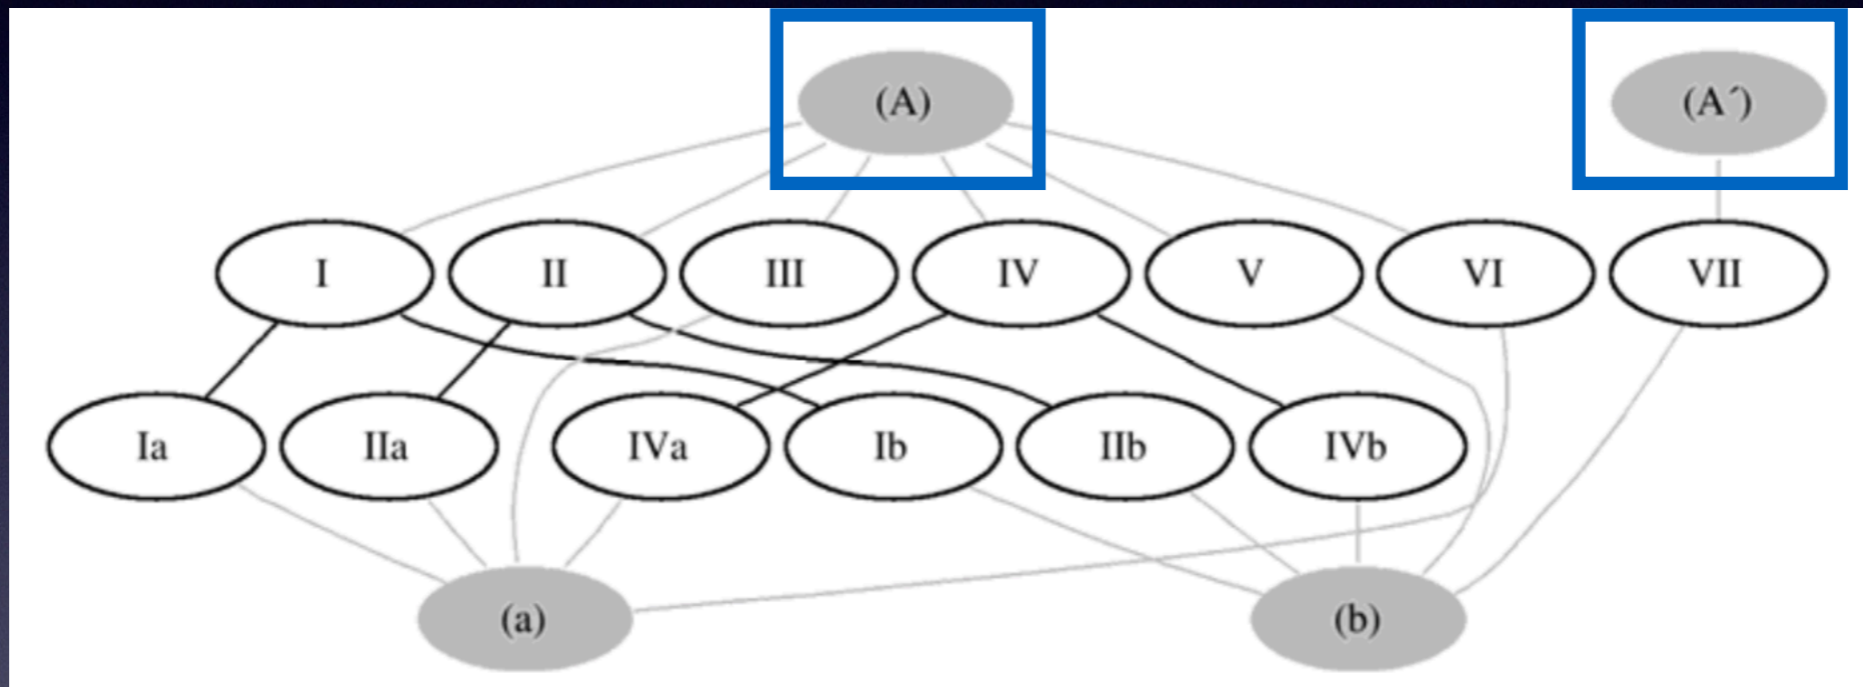 (A) (A´)
I II III IV V VI VII
Ia IIa IVa Ib IIb IVb
(a) (b)